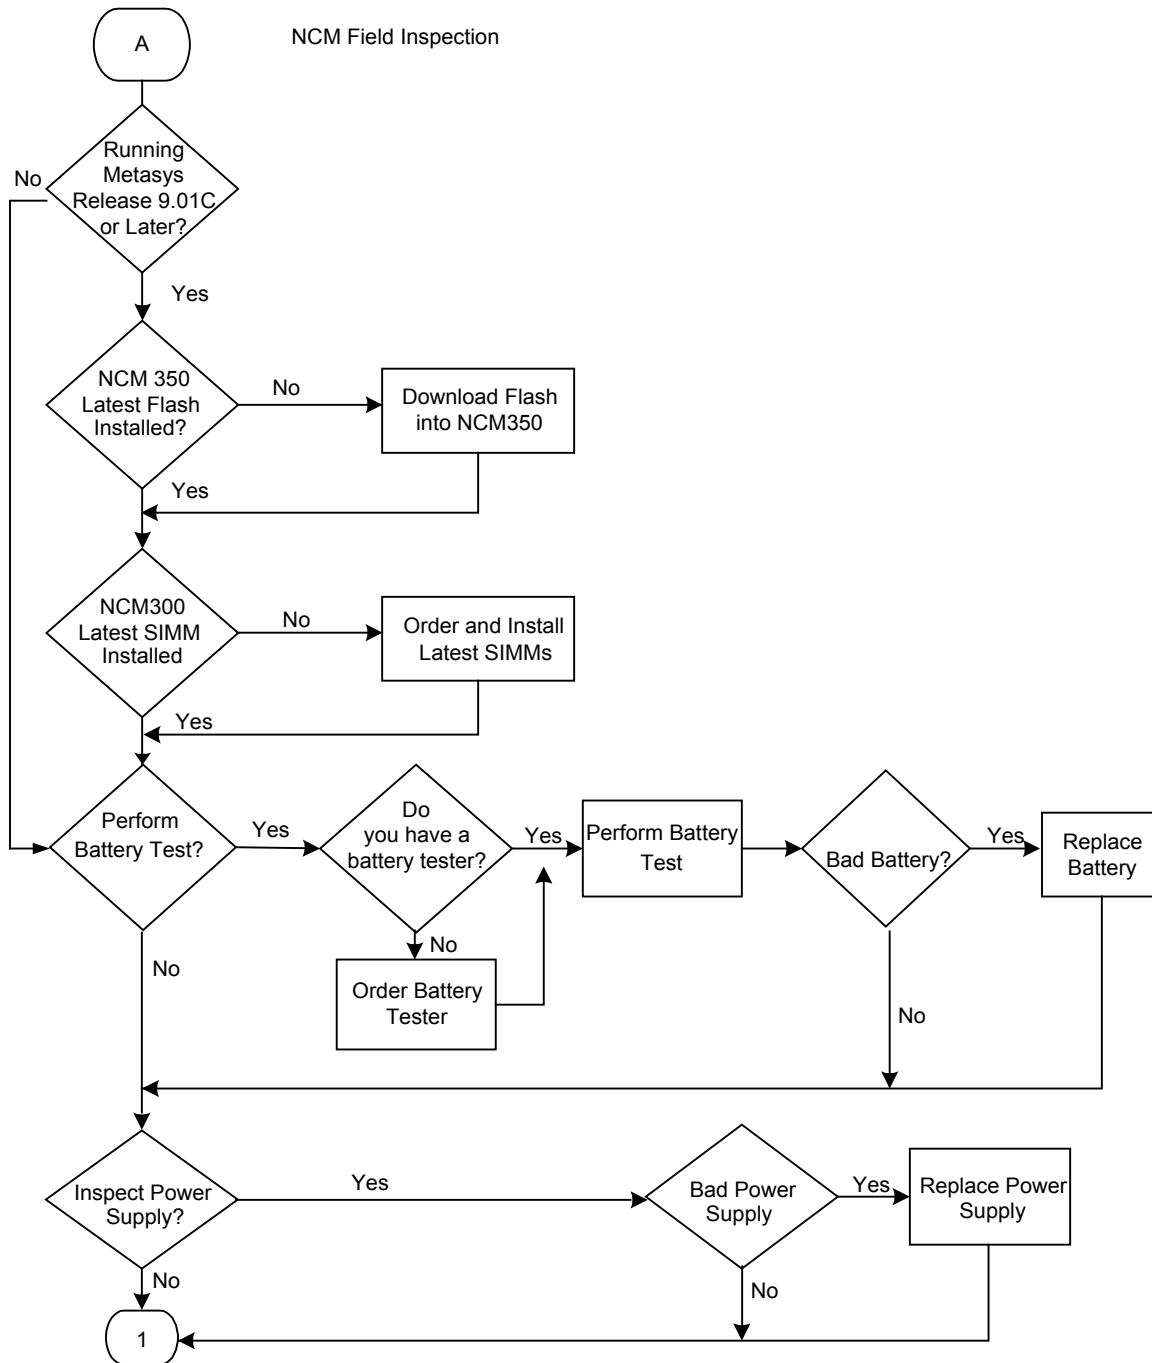 A
NCM Field Inspection
Running
Metasys
Release 9.01C
or Later?
No
Yes
NCM 350
Latest Flash
Installed?
No
Download Flash
into NCM350
Yes
NCM300
Latest SIMM
Installed
No
Order and Install
Latest SIMMs
Yes
Perform
Battery Test?
Yes
Do
you have a
battery tester?
Yes
Perform Battery
Test
Bad Battery?
Yes
Replace
Battery
No
No
Order Battery
Tester
No
Inspect Power
Supply?
Yes
Bad Power
Supply
Yes
Replace Power
Supply
No
No
1